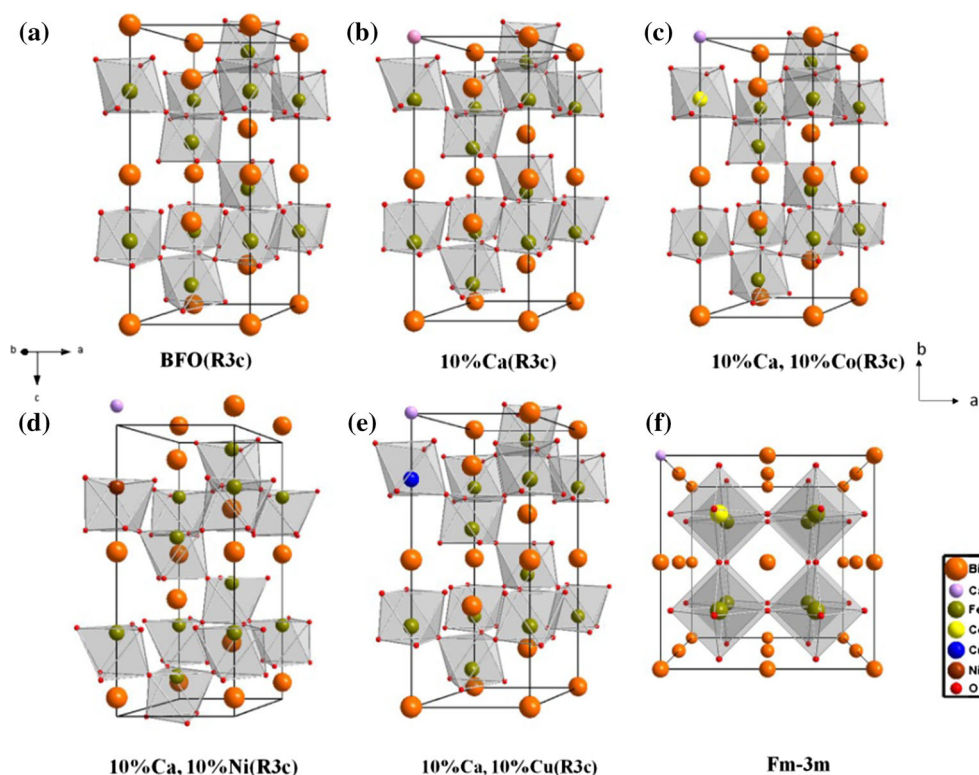 (a)
(b)
(c)
BFO(R3c)
10%Ca(R3c)
10%Ca, 10%Co(R3c)
b
a
c
b
a
(d)
(e)
(f)
10%Ca, 10%Ni(R3c)
10%Ca, 10%Cu(R3c)
Fm-3m
Bi
Ca
Fe
Co
Cu
Ni
O